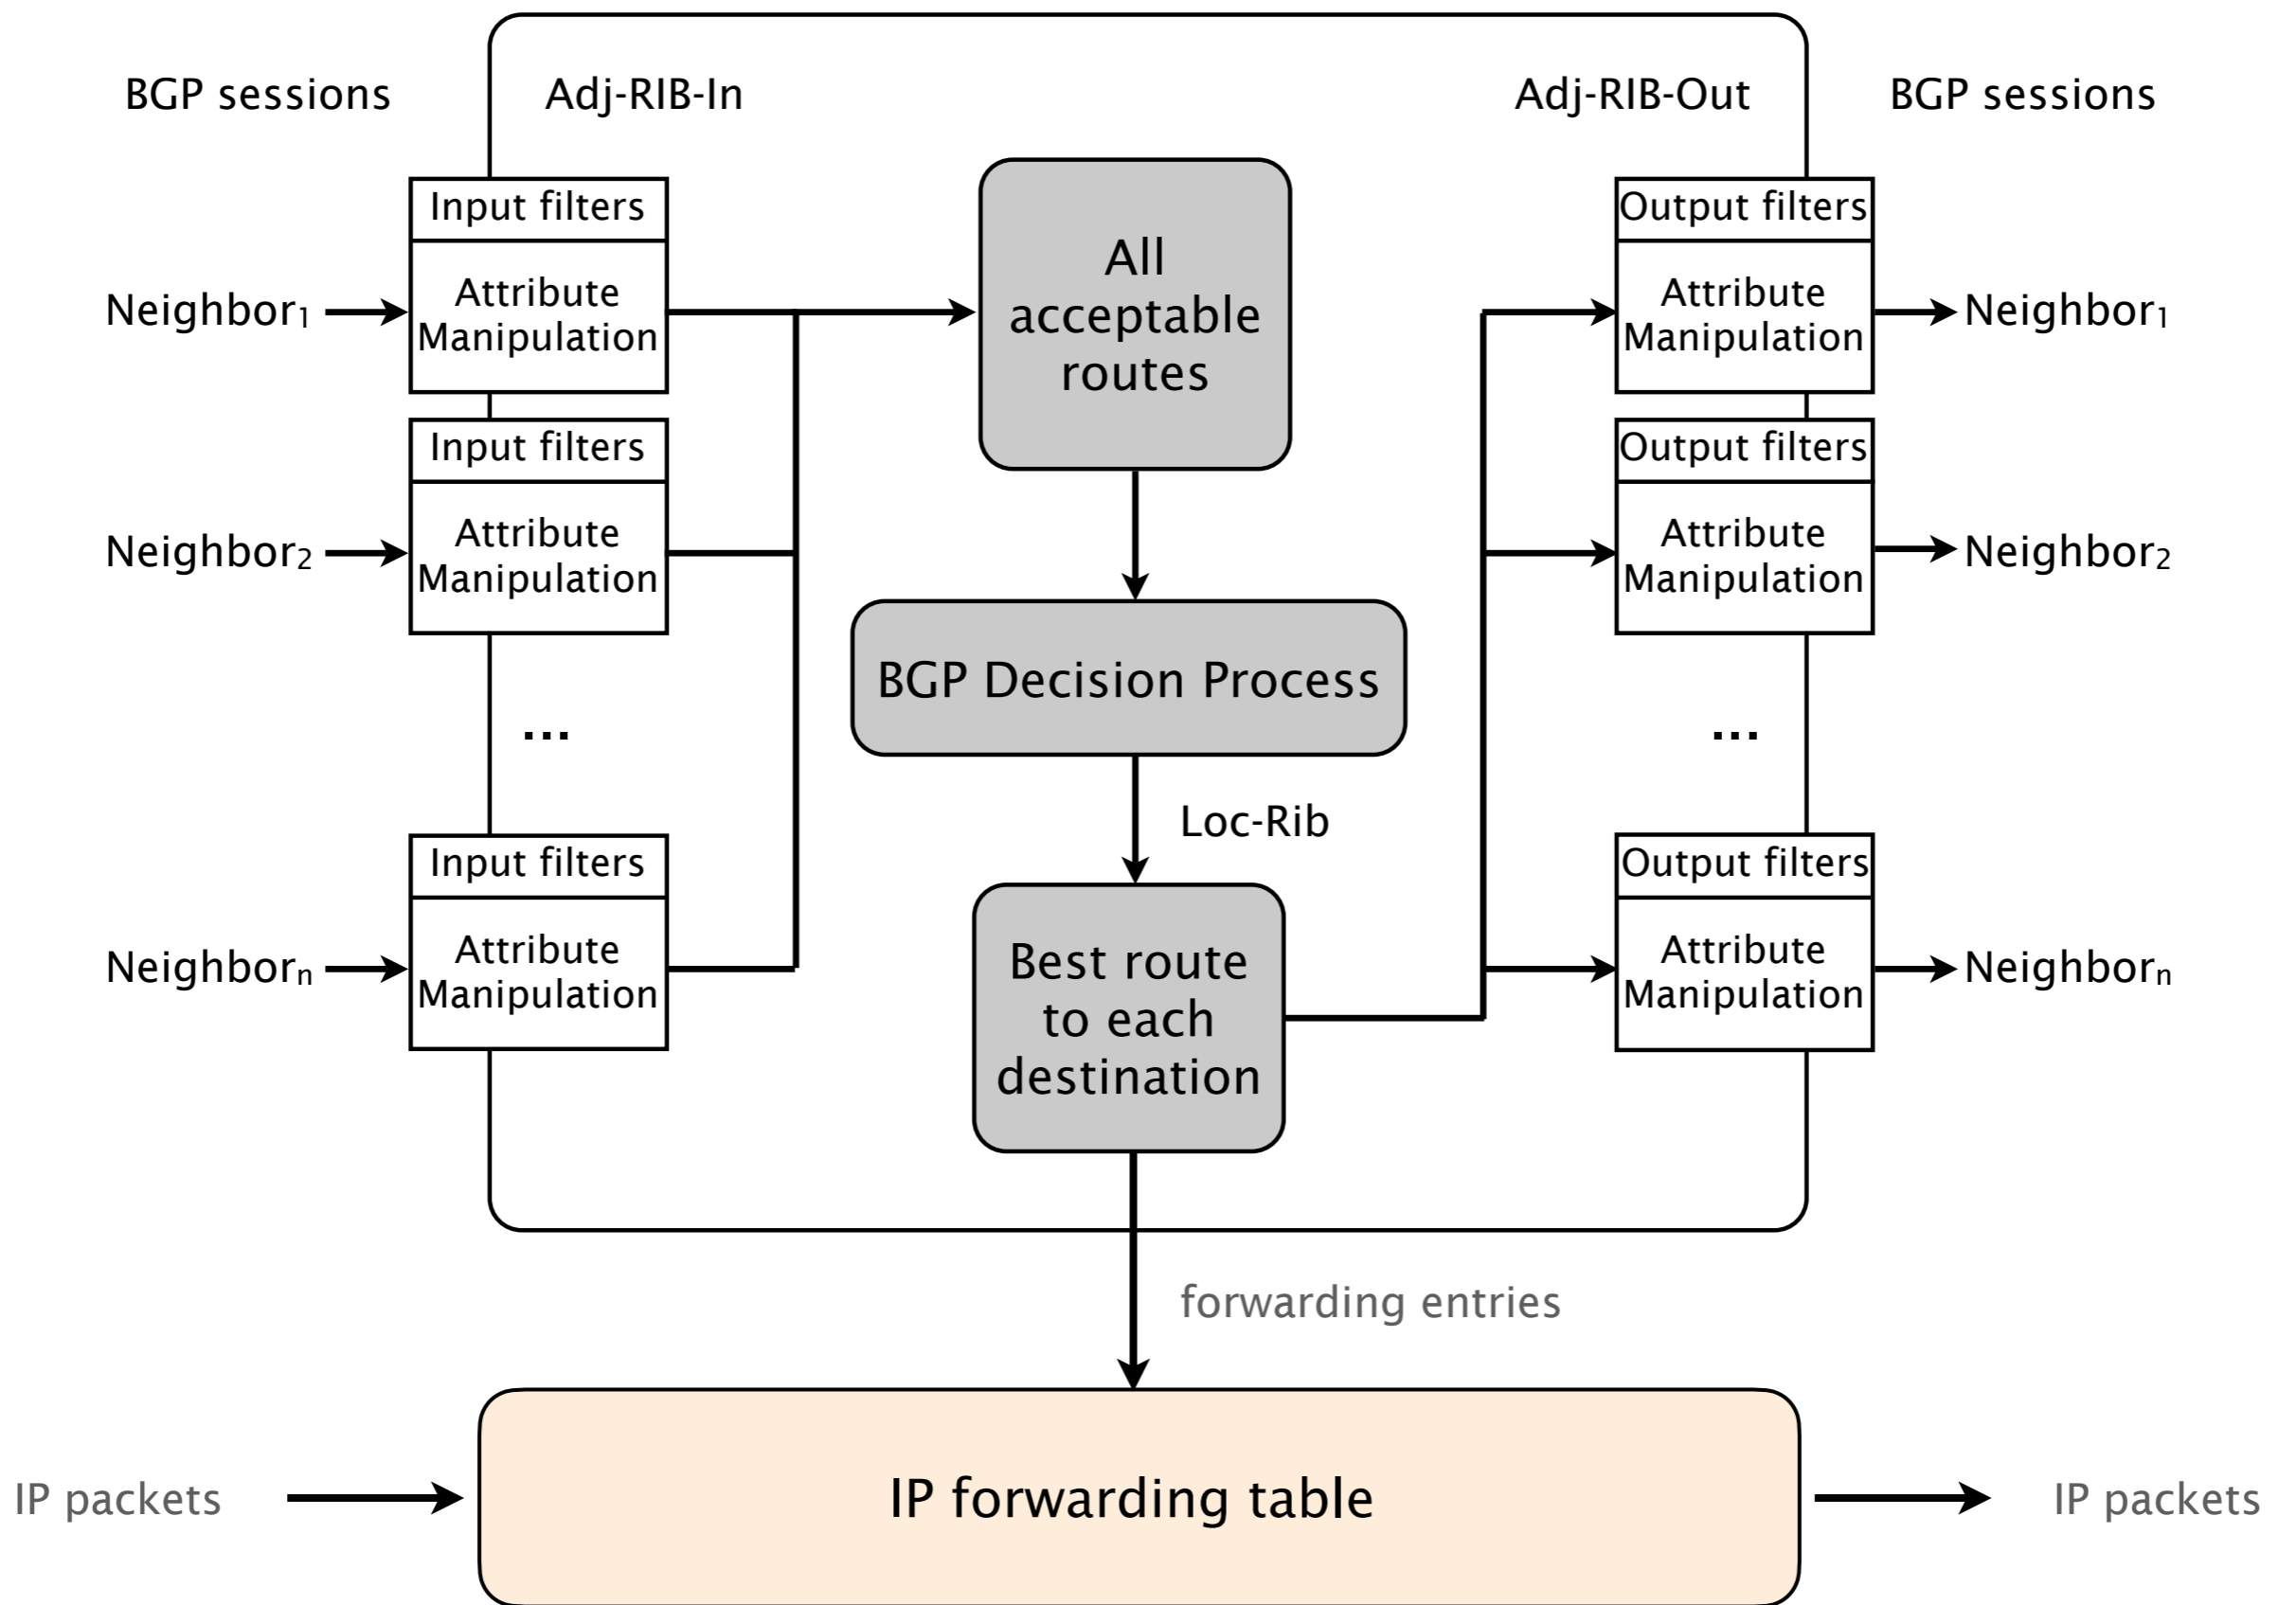 BGP sessions
Adj-RIB-In
Adj-RIB-Out
BGP sessions
Input filters
Attribute
Manipulation
Neighbor1
Input filters
Attribute
Manipulation
Neighbor2
...
Input filters
Attribute
Manipulation
Neighborn
All
acceptable
routes
BGP Decision Process
Loc-Rib
Best route
to each
destination
Output filters
Attribute
Manipulation
Neighbor1
Output filters
Attribute
Manipulation
Neighbor2
...
Output filters
Attribute
Manipulation
Neighborn
forwarding entries
IP packets
IP forwarding table
IP packets